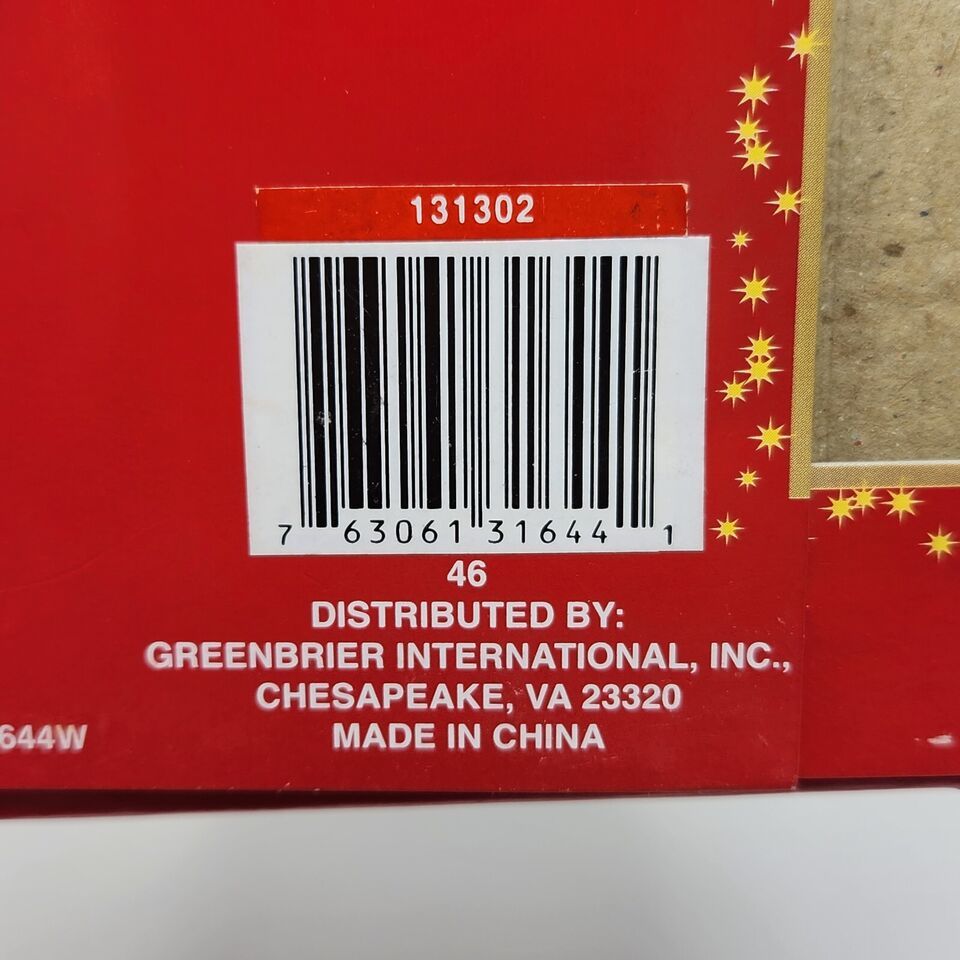 131302
7 63061 31644 1
46
DISTRIBUTED BY:
GREENBRIER INTERNATIONAL, INC.,
CHESAPEAKE, VA 23320
644W
MADE IN CHINA